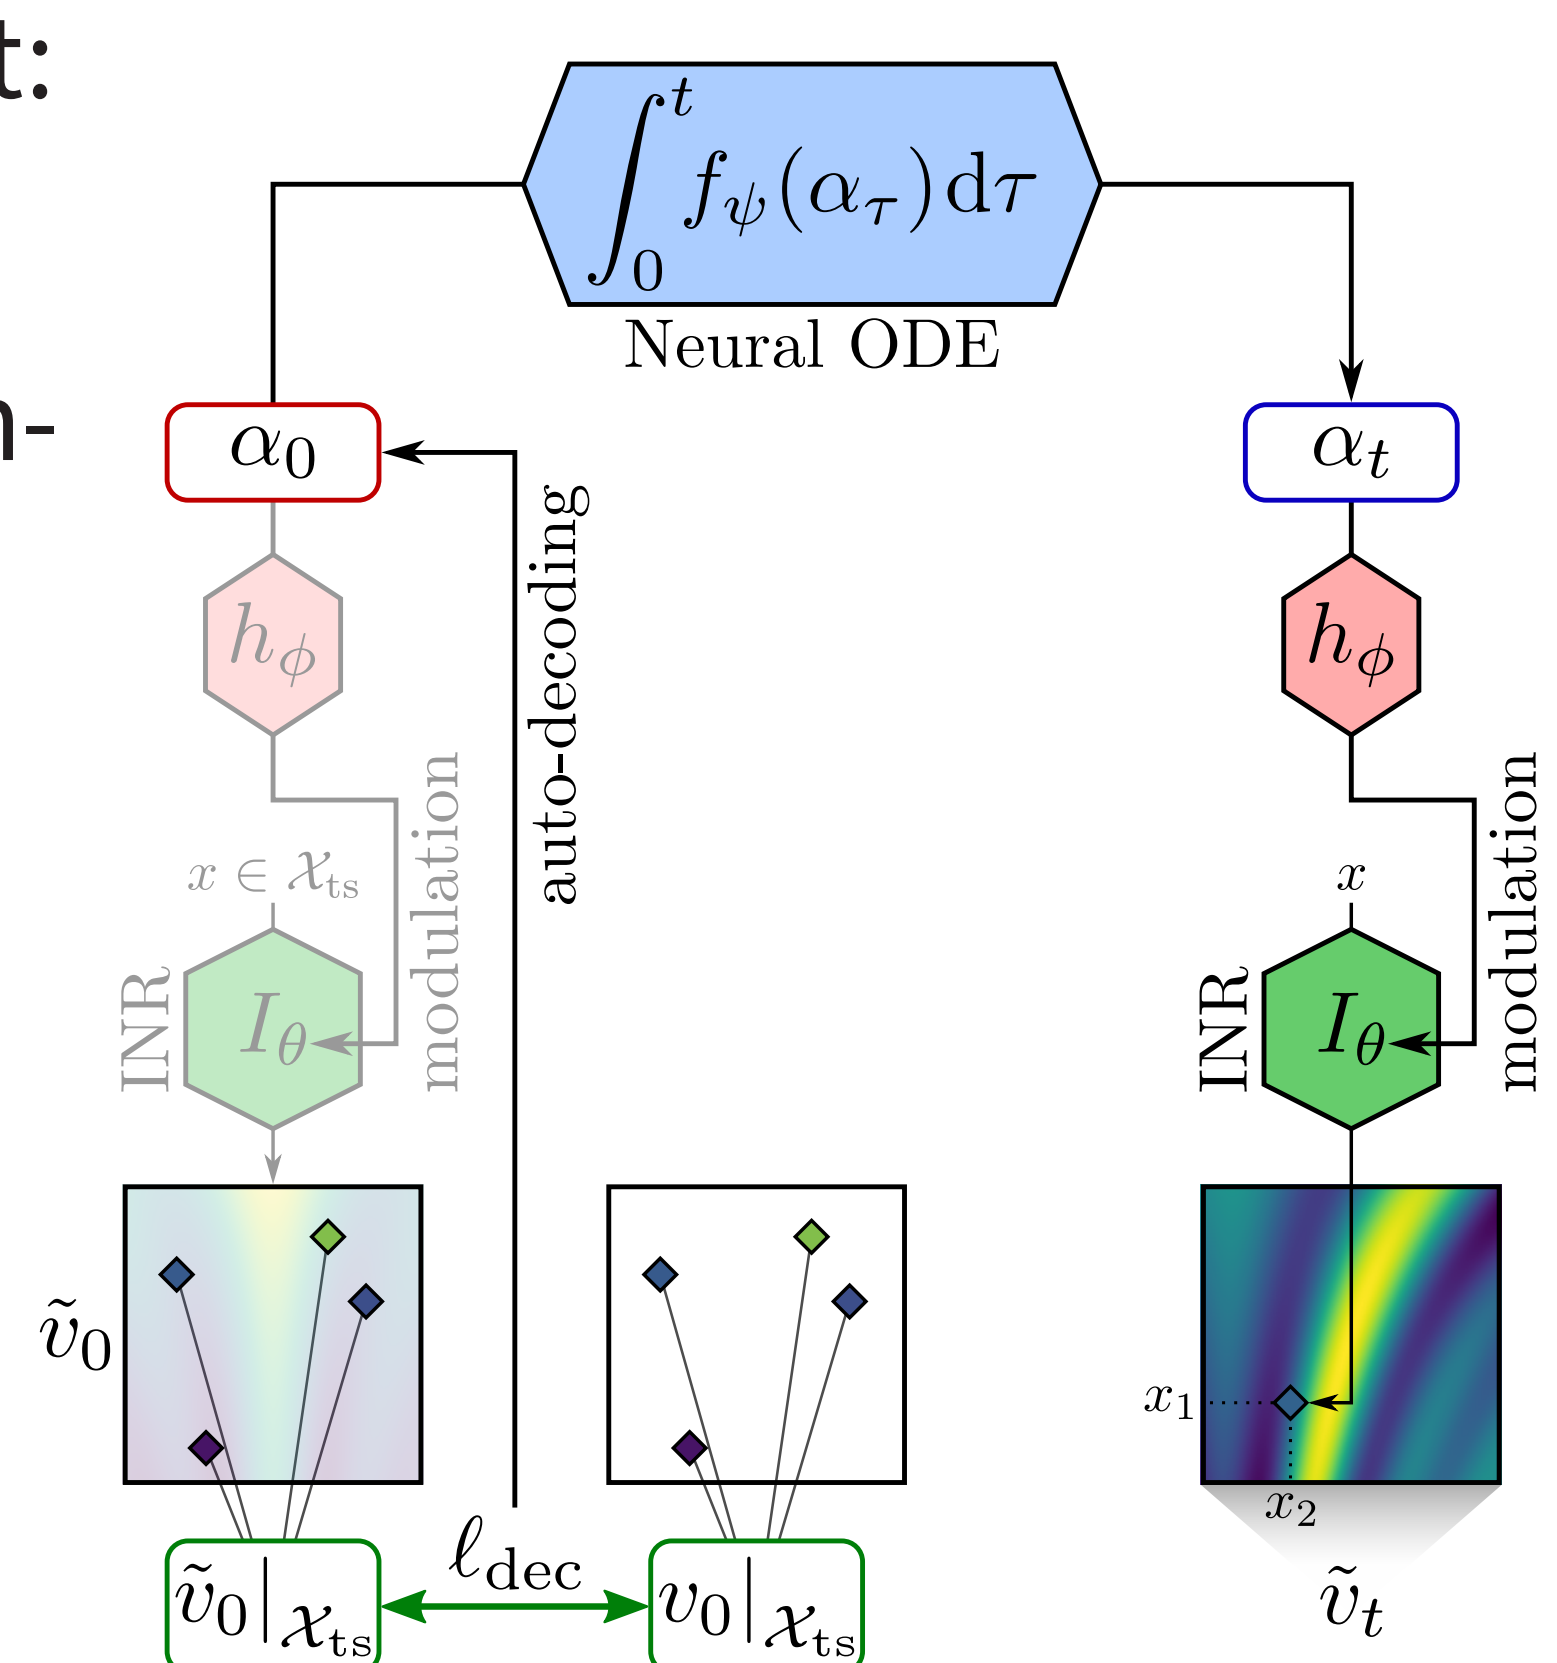 t:
∫₀ᵗ f_ψ(α_τ)dτ
Neural ODE
n-
α₀
α_t
auto-decoding
h_ϕ
h_ϕ
modulation
modulation
x ∈ 𝒳_ts
x
INR
I_θ
INR
I_θ
ṽ₀
x₁
x₂
ℓ_dec
ṽ₀|𝒳_ts
v₀|𝒳_ts
ṽ_t